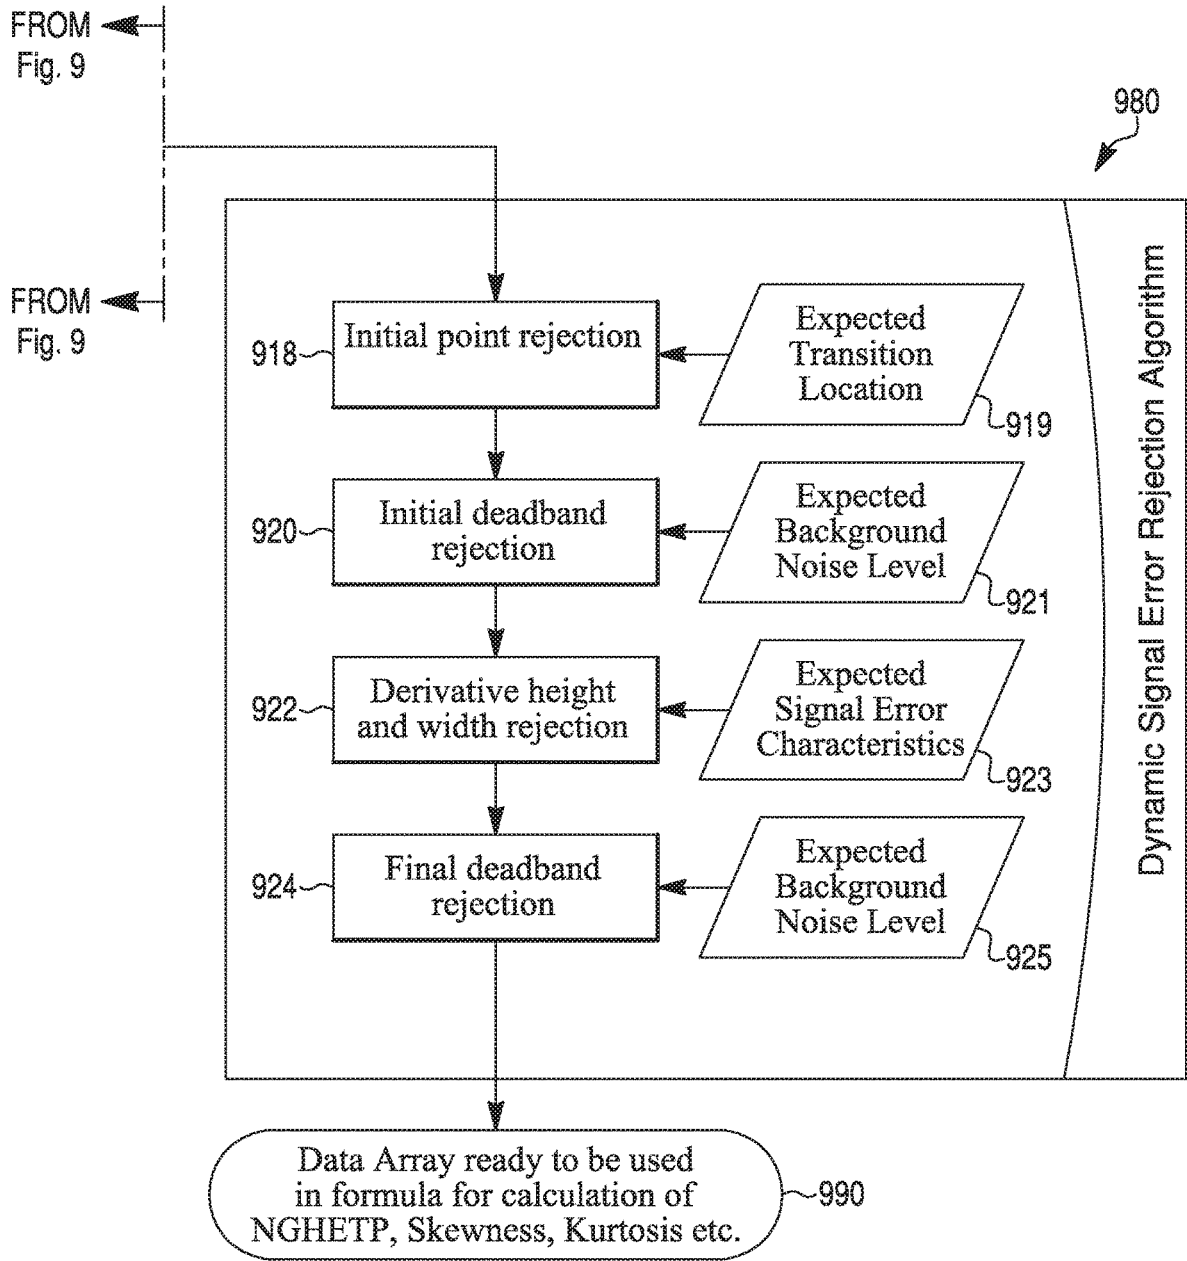 FROM
Fig. 9
980
FROM
Fig. 9
918
Initial point rejection
Expected
Transition
Location
919
920
Initial deadband
rejection
Expected
Background
Noise Level
921
922
Derivative height
and width rejection
Expected
Signal Error
Characteristics
923
924
Final deadband
rejection
Expected
Background
Noise Level
925
Dynamic Signal Error Rejection Algorithm
Data Array ready to be used
in formula for calculation of
NGHETP, Skewness, Kurtosis etc.
990